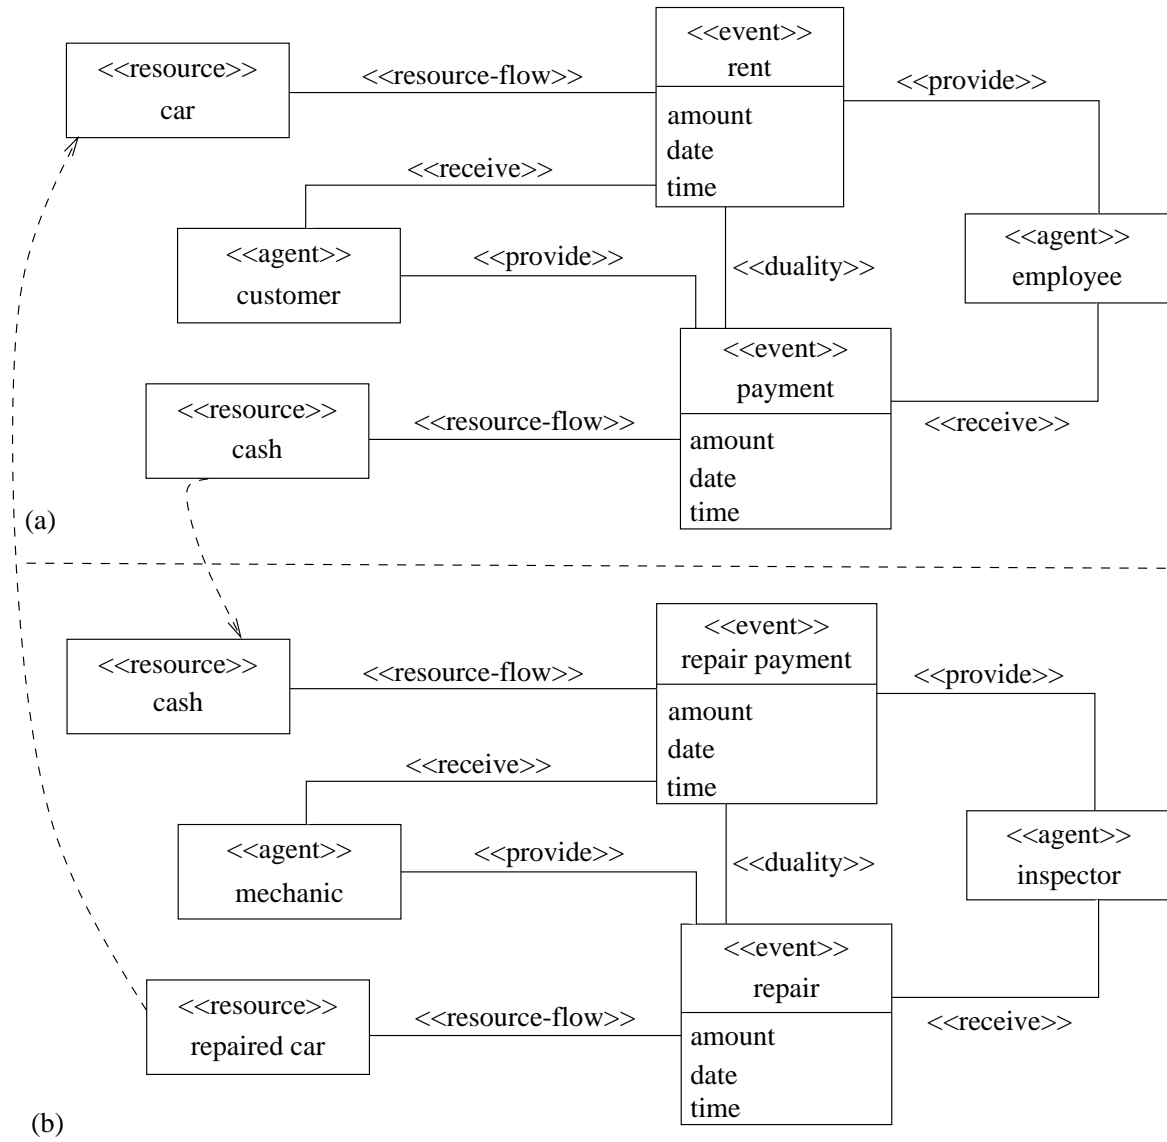 <<event>>
rent
<<resource>>
car
<<resource-flow>>
<<provide>>
amount
date
time
<<receive>>
<<agent>>
customer
<<provide>>
<<duality>>
<<agent>>
employee
<<event>>
payment
<<resource>>
cash
<<resource-flow>>
<<receive>>
amount
date
time
(a)
<<event>>
repair payment
<<resource>>
cash
<<resource-flow>>
<<provide>>
amount
date
time
<<receive>>
<<agent>>
mechanic
<<provide>>
<<duality>>
<<agent>>
inspector
<<event>>
repair
<<resource>>
repaired car
<<resource-flow>>
<<receive>>
amount
date
time
(b)